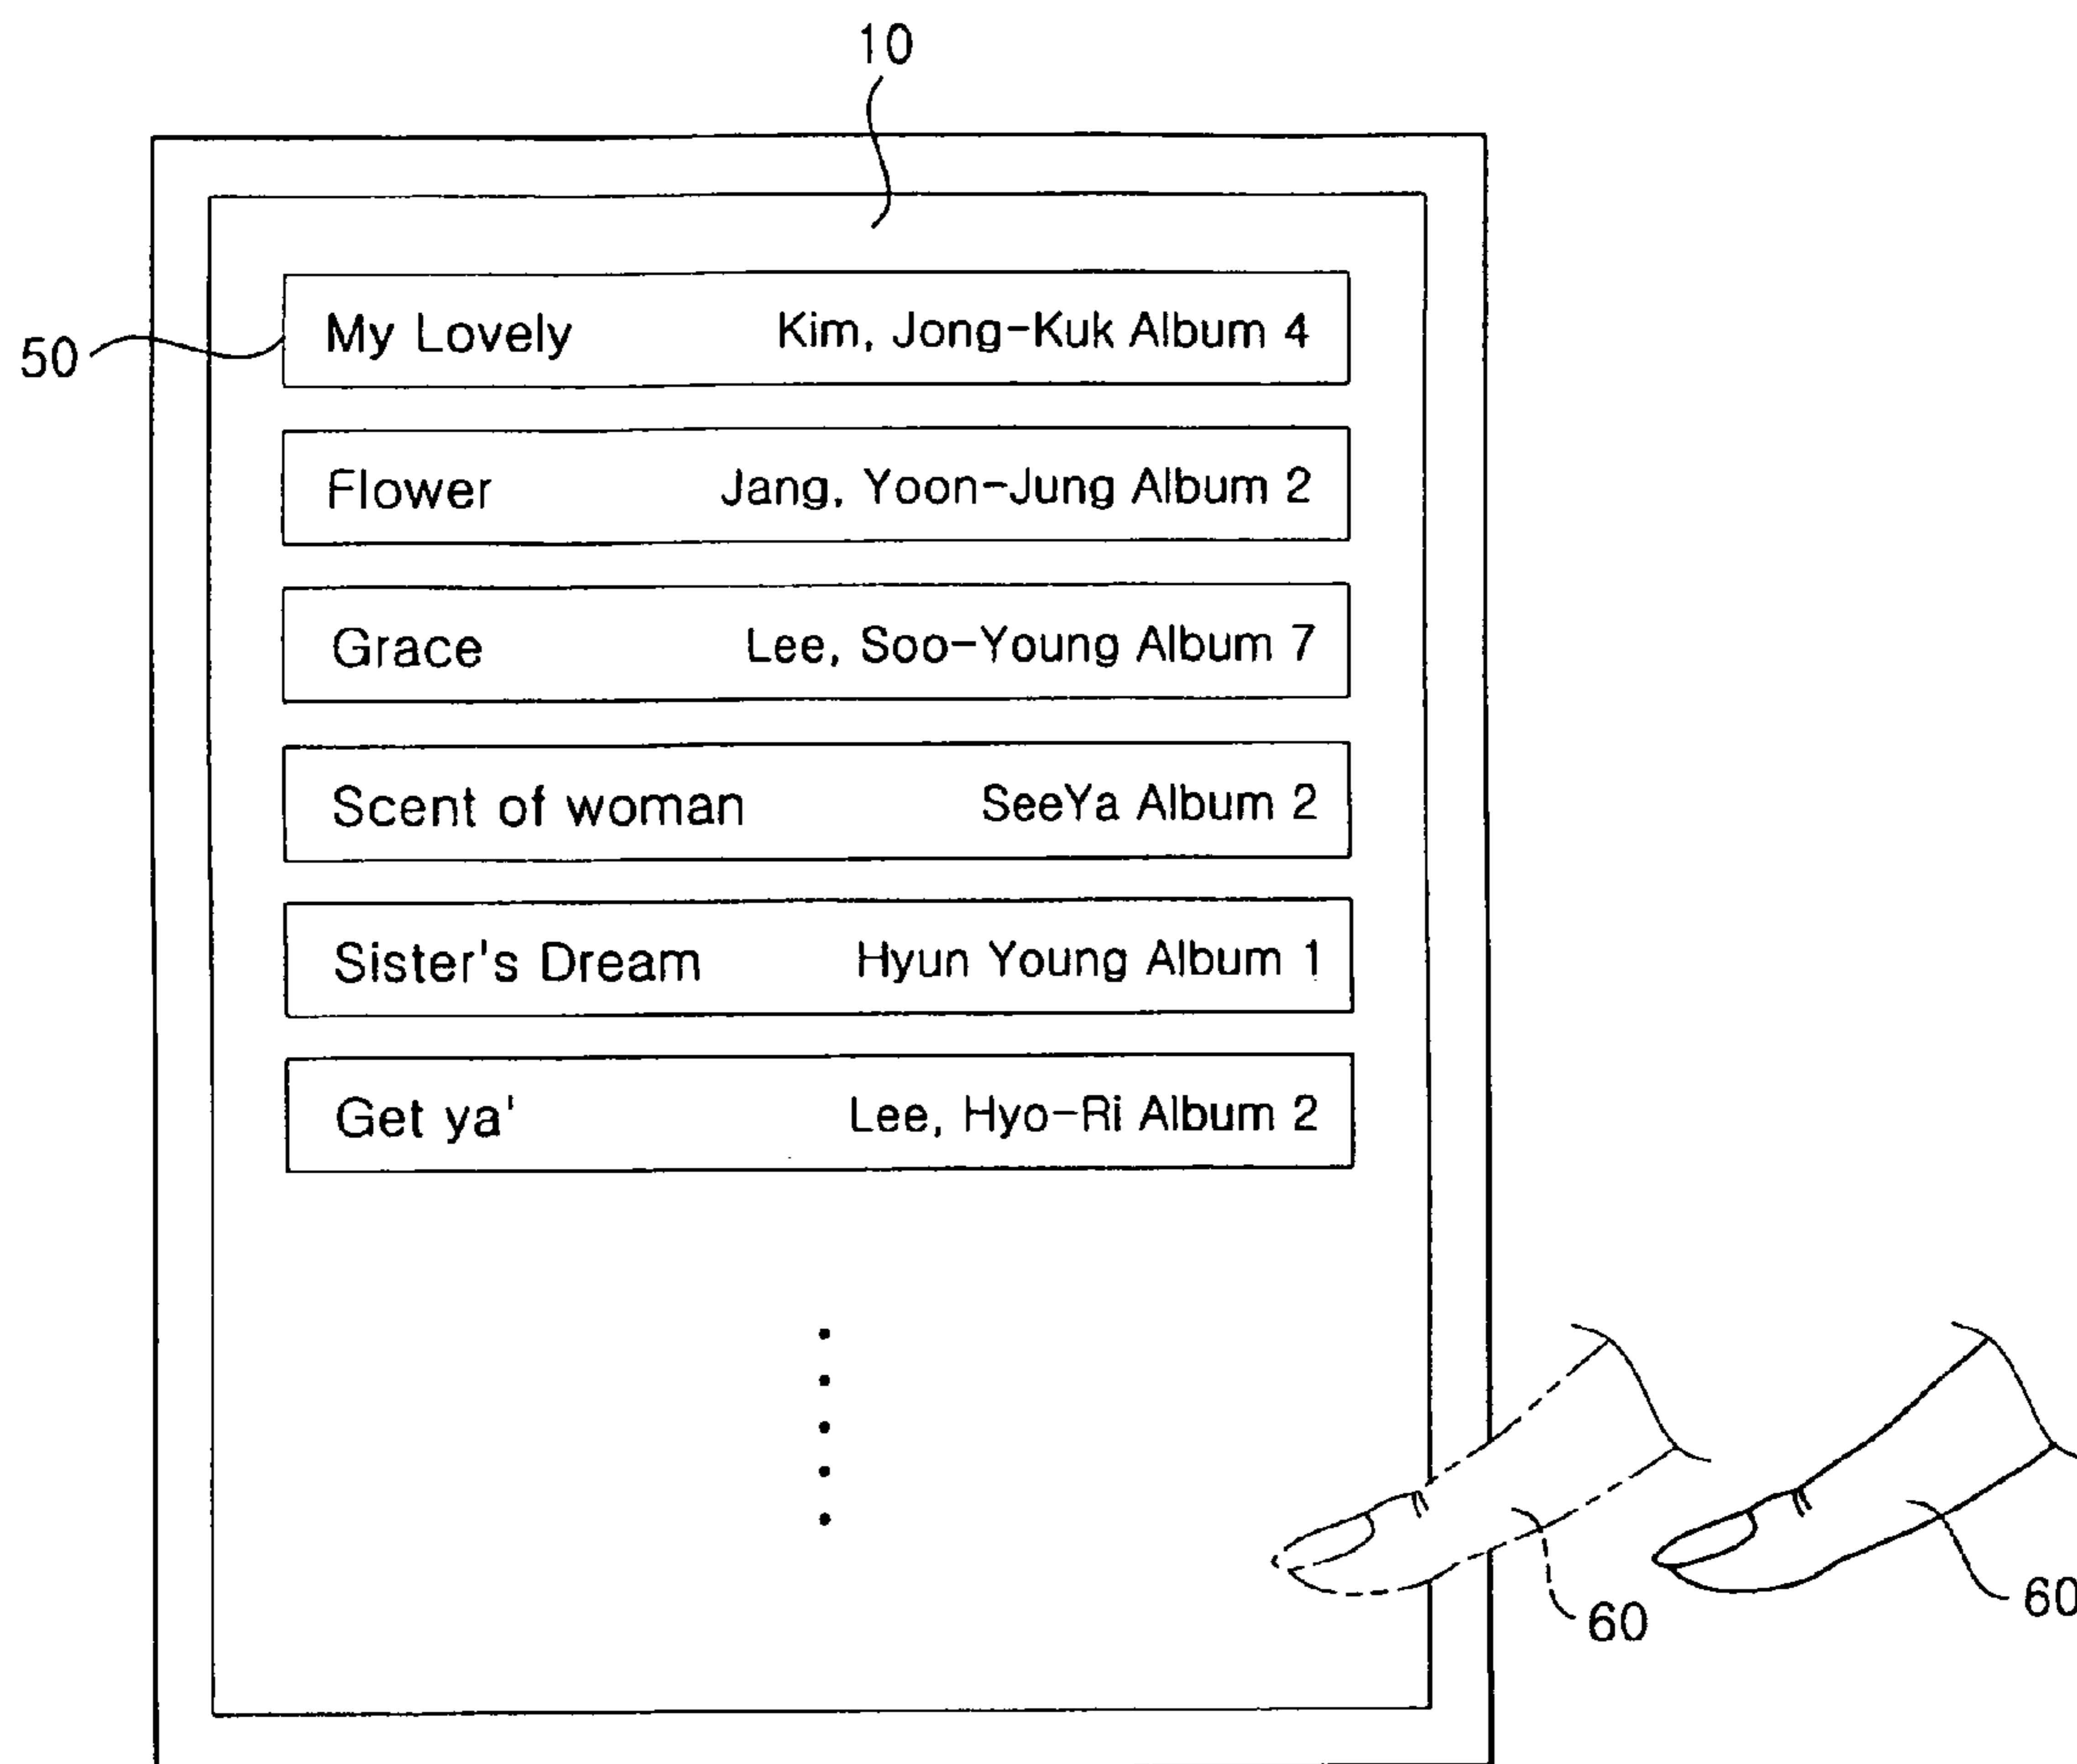 10
50
My Lovely Kim, Jong-Kuk Album 4
Flower Jang, Yoon-Jung Album 2
Grace Lee, Soo-Young Album 7
Scent of woman SeeYa Album 2
Sister's Dream Hyun Young Album 1
Get ya' Lee, Hyo-Ri Album 2
60
60